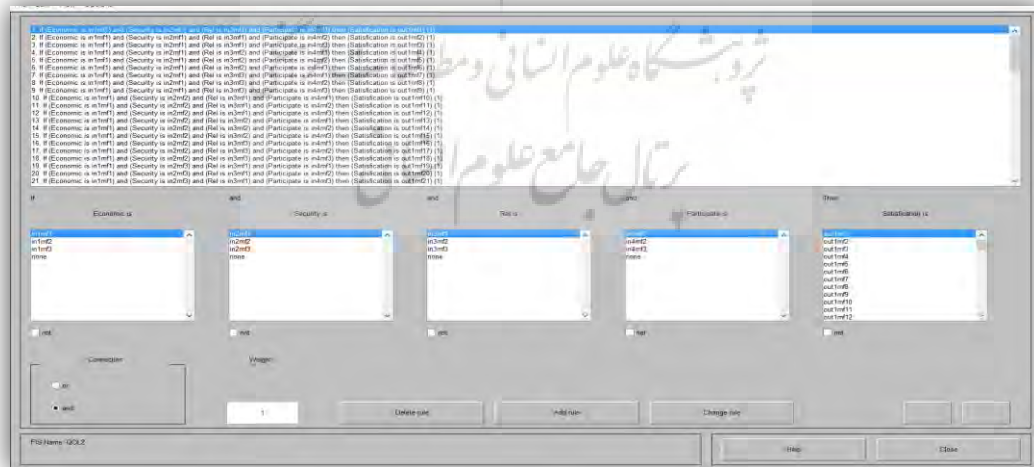 1. If (Economic is in1mf1) and (Security is in2mf1) and (Rel is in3mf1) and (Participate is in4mf1) then (Satisfication is out1mf1) (1)
2. If (Economic is in1mf1) and (Security is in2mf1) and (Rel is in3mf1) and (Participate is in4mf2) then (Satisfication is out1mf2) (1)
3. If (Economic is in1mf1) and (Security is in2mf1) and (Rel is in3mf1) and (Participate is in4mf3) then (Satisfication is out1mf3) (1)
4. If (Economic is in1mf1) and (Security is in2mf1) and (Rel is in3mf2) and (Participate is in4mf1) then (Satisfication is out1mf4) (1)
5. If (Economic is in1mf1) and (Security is in2mf1) and (Rel is in3mf2) and (Participate is in4mf2) then (Satisfication is out1mf5) (1)
6. If (Economic is in1mf1) and (Security is in2mf1) and (Rel is in3mf2) and (Participate is in4mf3) then (Satisfication is out1mf6) (1)
7. If (Economic is in1mf1) and (Security is in2mf1) and (Rel is in3mf3) and (Participate is in4mf1) then (Satisfication is out1mf7) (1)
8. If (Economic is in1mf1) and (Security is in2mf1) and (Rel is in3mf3) and (Participate is in4mf2) then (Satisfication is out1mf8) (1)
9. If (Economic is in1mf1) and (Security is in2mf1) and (Rel is in3mf3) and (Participate is in4mf3) then (Satisfication is out1mf9) (1)
10. If (Economic is in1mf1) and (Security is in2mf2) and (Rel is in3mf1) and (Participate is in4mf1) then (Satisfication is out1mf10) (1)
11. If (Economic is in1mf1) and (Security is in2mf2) and (Rel is in3mf1) and (Participate is in4mf2) then (Satisfication is out1mf11) (1)
12. If (Economic is in1mf1) and (Security is in2mf2) and (Rel is in3mf1) and (Participate is in4mf3) then (Satisfication is out1mf12) (1)
13. If (Economic is in1mf1) and (Security is in2mf2) and (Rel is in3mf2) and (Participate is in4mf1) then (Satisfication is out1mf13) (1)
14. If (Economic is in1mf1) and (Security is in2mf2) and (Rel is in3mf2) and (Participate is in4mf2) then (Satisfication is out1mf14) (1)
15. If (Economic is in1mf1) and (Security is in2mf2) and (Rel is in3mf2) and (Participate is in4mf3) then (Satisfication is out1mf15) (1)
16. If (Economic is in1mf1) and (Security is in2mf2) and (Rel is in3mf3) and (Participate is in4mf1) then (Satisfication is out1mf16) (1)
17. If (Economic is in1mf1) and (Security is in2mf2) and (Rel is in3mf3) and (Participate is in4mf2) then (Satisfication is out1mf17) (1)
18. If (Economic is in1mf1) and (Security is in2mf2) and (Rel is in3mf3) and (Participate is in4mf3) then (Satisfication is out1mf18) (1)
19. If (Economic is in1mf1) and (Security is in2mf3) and (Rel is in3mf1) and (Participate is in4mf1) then (Satisfication is out1mf19) (1)
20. If (Economic is in1mf1) and (Security is in2mf3) and (Rel is in3mf1) and (Participate is in4mf2) then (Satisfication is out1mf20) (1)
21. If (Economic is in1mf1) and (Security is in2mf3) and (Rel is in3mf1) and (Participate is in4mf3) then (Satisfication is out1mf21) (1)
پژوهشگاه علوم انسانی و
پرتال جامع علوم
If and and and Then
Economic is Security is Rel is Participate is Satisfication is
in1mf1 in2mf1 in3mf1 in4mf1 out1mf1
in1mf2 in2mf2 in3mf2 in4mf2 out1mf2
in1mf3 in2mf3 in3mf3 in4mf3 out1mf3
none none none none out1mf4
out1mf5
out1mf6
out1mf7
out1mf8
out1mf9
out1mf10
out1mf11
out1mf12
not not not not not
Connection Weight:
or
and 1 Delete rule Add rule Change rule
FIS Name: QOL2 Help Close